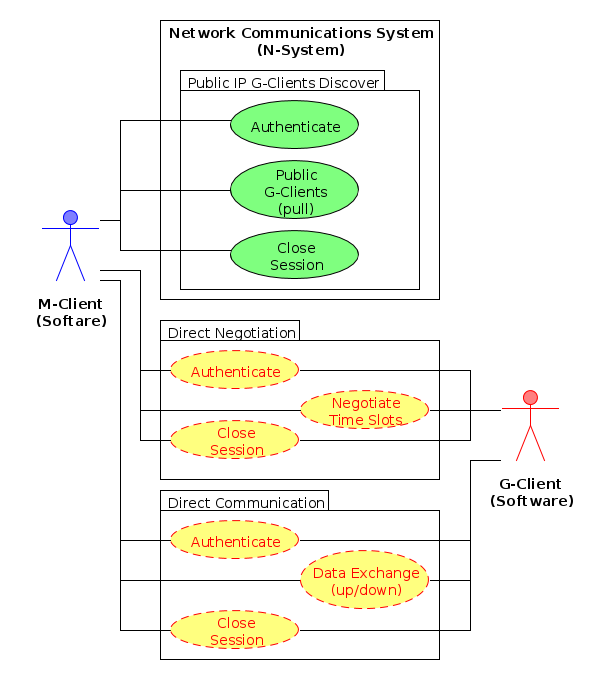 Network Communications System
(N-System)
Public IP G-Clients Discover
Authenticate
Public
G-Clients
(pull)
Close
Session
M-Client
(Softare)
Direct Negotiation
Authenticate
Negotiate
Time Slots
Close
Session
G-Client
(Software)
Direct Communication
Authenticate
Data Exchange
(up/down)
Close
Session